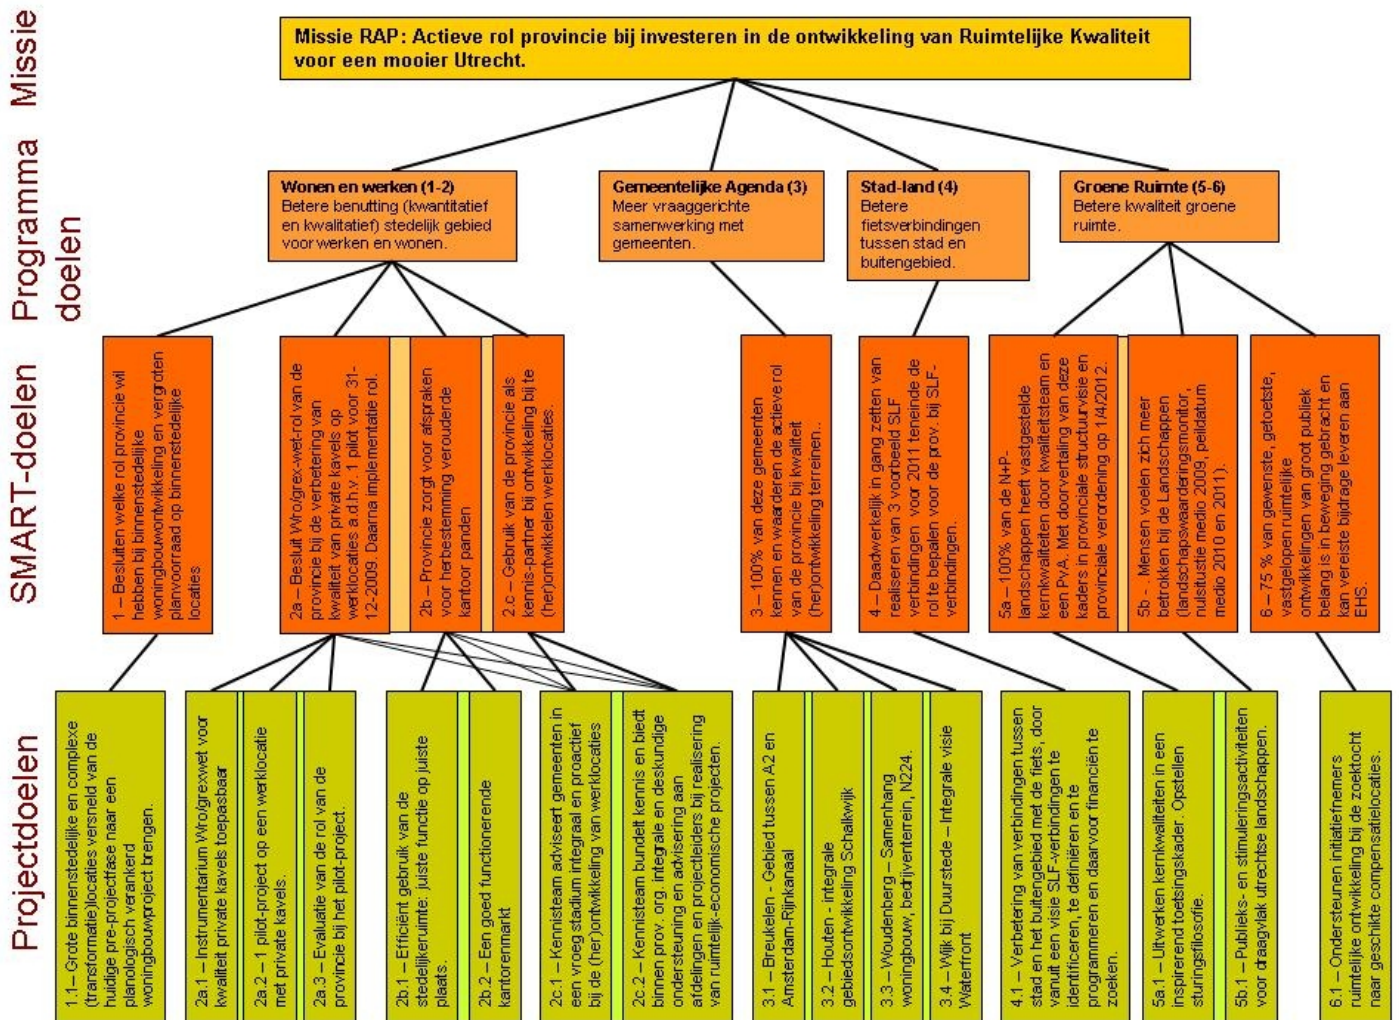 Missie
Missie RAP: Actieve rol provincie bij investeren in de ontwikkeling van Ruimtelijke Kwaliteit
voor een mooier Utrecht.
Programma
doelen
Wonen en werken (1-2)
Betere benutting (kwantitatief
en kwalitatief) stedelijk gebied
voor werken en wonen.
Gemeentelijke Agenda (3)
Meer vraaggerichte
samenwerking met
gemeenten.
Stad-land (4)
Betere
fietsverbindingen
tussen stad en
buitengebied.
Groene Ruimte (5-6)
Betere kwaliteit groene
ruimte.
SMART-doelen
1 – Besluiten welke rol provincie wil
hebben bij binnenstedelijke
woningbouwontwikkeling en vergroten
planvoorraad op binnenstedelijke
locaties
2a – Besluit Wro/grex-wet-rol van de
provincie bij de verbetering van
kwaliteit van private kavels op
werklocaties a.d.h.v. 1 pilot voor 31-
12-2009. Daarna implementatie rol.
2b – Provincie zorgt voor afspraken
voor herbestemming verouderde
kantoor panden
2.c – Gebruik van de provincie als
kennis-partner bij ontwikkeling bij te
(her)ontwikkelen werklocaties.
3 – 100% van deze gemeenten
kennen en waarderen de actieve rol
van de provincie bij kwaliteit
(her)ontwikkeling terreinen..
4 – Daadwerkelijk in gang zetten van
realiseren van 3 voorbeeld SLF
verbindingen voor 2011 teneinde de
rol te bepalen voor de prov. bij SLF-
verbindingen.
5a – 100% van de N+P-
landschappen heeft vastgestelde
kernkwaliteiten door kwaliteitsteam en
een PvA. Met doorvertaling van deze
kaders in provinciale structuurvisie en
provinciale verordening op 1/4/2012.
5b - . Mensen voelen zich meer
betrokken bij de Landschappen
(landschapswaarderingsmonitor,
nulsituatie medio 2009, peildatum
medio 2010 en 2011).
6 – 75 % van gewenste, getoetste,
vastgelopen ruimtelijke
ontwikkelingen van groot publiek
belang is in beweging gebracht en
kan vereiste bijdrage leveren aan
EHS.
Projectdoelen
1.1– Grote binnenstedelijke en complexe
(transformatie)locaties versneld van de
huidige pre-projectfase naar een
planologisch verankerd
woningbouwproject brengen.
2a.1 – Instrumentarium Wro/grexwet voor
kwaliteit private kavels toepasbaar
2a.2 – 1 pilot-project op een werklocatie
met private kavels.
2a.3 – Evaluatie van de rol van de
provincie bij het pilot-project.
2b.1 – Efficiënt gebruik van de
stedelijkeruimte: juiste functie op juiste
plaats.
2b.2 – Een goed functionerende
kantorenmarkt
2c.1 – Kennisteam adviseert gemeenten in
een vroeg stadium integraal en proactief
bij de (her)ontwikkeling van werklocaties
2c.2 – Kennisteam bundelt kennis en biedt
binnen prov. org. integrale en deskundige
ondersteuning en advisering aan
afdelingen en projectleiders bij realisering
van ruimtelijk-economische projecten.
3.1 – Breukelen - Gebied tussen A2 en
Amsterdam-Rijnkanaal
3.2 – Houten - integrale
gebiedsontwikkeling Schalkwijk
3.3 – Woudenberg – Samenhang
woningbouw, bedrijventerrein, N224.
3.4 – Wijk bij Duurstede – Integrale visie
Waterfront
4.1 – Verbetering van verbindingen tussen
stad en het buitengebied met de fiets, door
vanuit een visie SLF-verbindingen te
identificeren, te definiëren en te
programmeren en daarvoor financiën te
zoeken.
5a.1 – Uitwerken kernkwaliteiten in een
inspirerend toetsingskader . Opstellen
sturingsfilosofie.
5b.1 – Publieks- en stimuleringsactiviteiten
voor draagvlak utrechtse landschappen.
6.1 – Ondersteunen initiatiefnemers
ruimtelijke ontwikkeling bij de zoektocht
naar geschikte compensatielocaties.